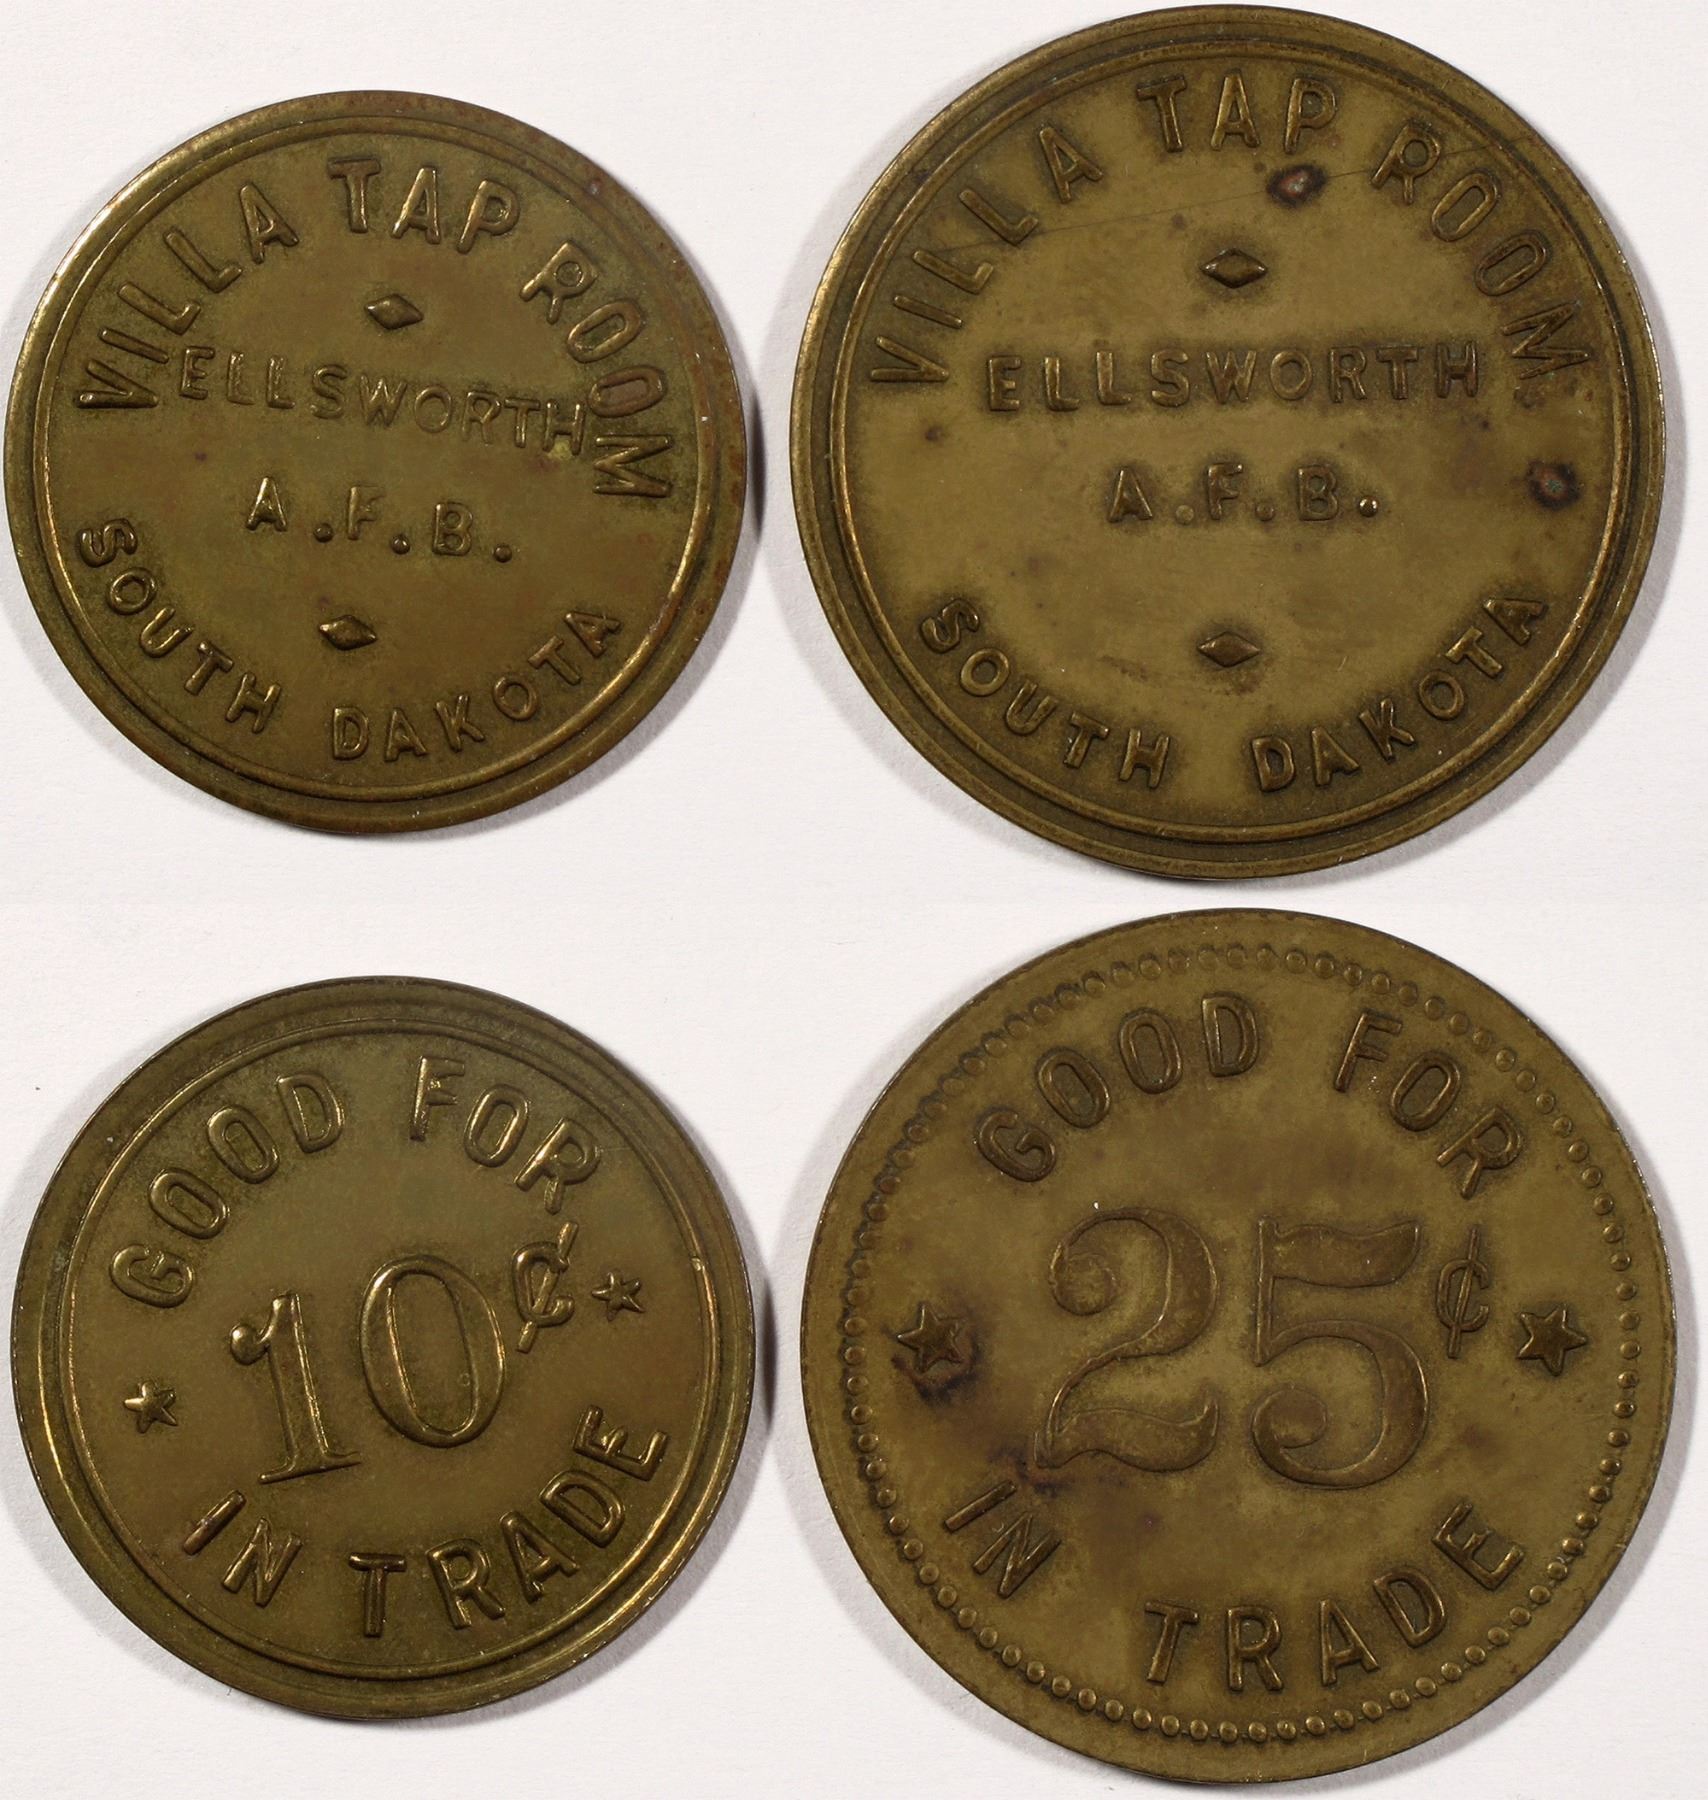 VILLA TAP ROOM
ELLSWORTH
A.F.B.
SOUTH DAKOTA
VILLA TAP ROOM
ELLSWORTH
A.F.B.
SOUTH DAKOTA
GOOD FOR
10¢
IN TRADE
GOOD FOR
25¢
IN TRADE